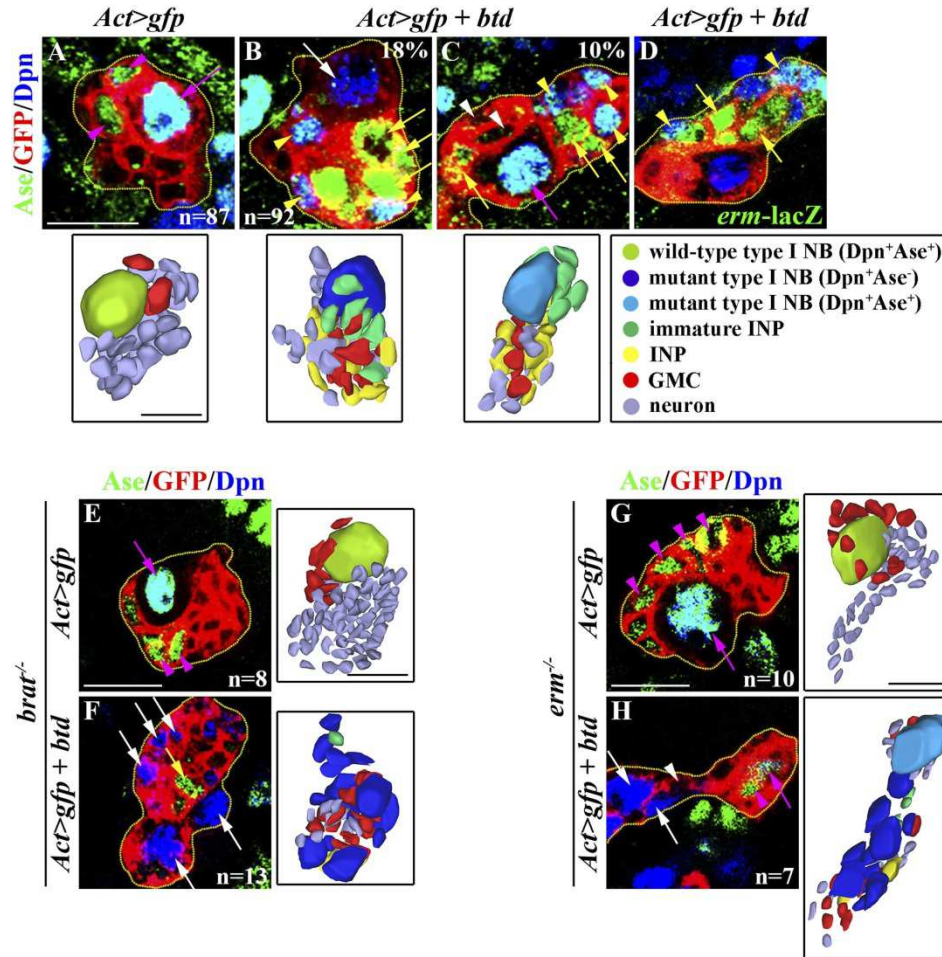 Act>gfp Act>gfp + btd Act>gfp + btd
Ase/GFP/Dpn
A n=87
B 18% n=92
C 10%
D erm-lacZ
wild-type type I NB (Dpn⁺Ase⁺)
mutant type I NB (Dpn⁺Ase⁻)
mutant type I NB (Dpn⁺Ase⁺)
immature INP
INP
GMC
neuron
Ase/GFP/Dpn
brat⁻/⁻
Act>gfp
E n=8
Act>gfp + btd
F n=13
Ase/GFP/Dpn
erm⁻/⁻
Act>gfp
G n=10
Act>gfp + btd
H n=7